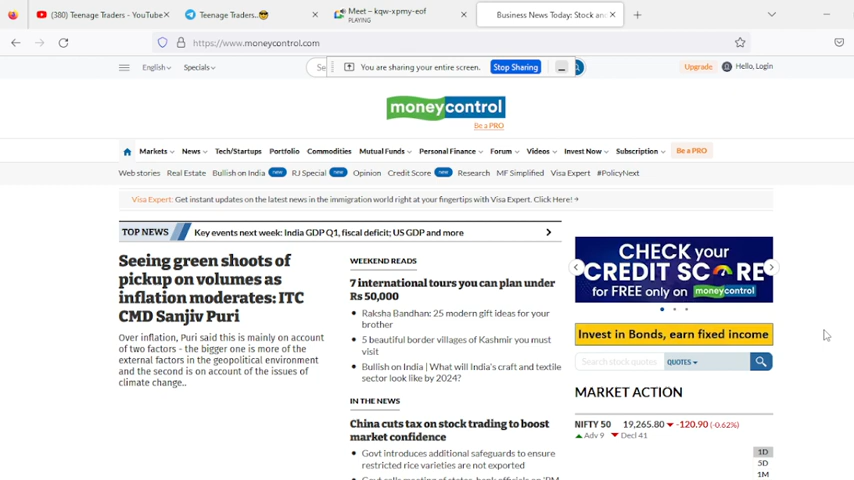 (380) Teenage Traders - YouTube
Teenage Traders..
Meet – kqw-xpmy-eof
PLAYING
Business News Today: Stock an
https://www.moneycontrol.com
English
Specials
Se
You are sharing your entire screen.
Stop Sharing
Upgrade
Hello, Login
moneycontrol
Be a PRO
Markets News Tech/Startups Portfolio Commodities Mutual Funds Personal Finance Forum Videos Invest Now Subscription Be a PRO
Web stories Real Estate Bullish on India new RJ Special new Opinion Credit Score new Research MF Simplified Visa Expert #PolicyNext
Visa Expert: Get instant updates on the latest news in the immigration world right at your fingertips with Visa Expert. Click Here!
TOP NEWS
Key events next week: India GDP Q1, fiscal deficit; US GDP and more
Seeing green shoots of
pickup on volumes as
inflation moderates: ITC
CMD Sanjiv Puri
Over inflation, Puri said this is mainly on account
of two factors - the bigger one is more of the
external factors in the geopolitical environment
and the second is on account of the issues of
climate change..
WEEKEND READS
7 international tours you can plan under
Rs 50,000
Raksha Bandhan: 25 modern gift ideas for your
brother
5 beautiful border villages of Kashmir you must
visit
Bullish on India | What will India's craft and textile
sector look like by 2024?
IN THE NEWS
China cuts tax on stock trading to boost
market confidence
Govt introduces additional safeguards to ensure
restricted rice varieties are not exported
CHECK your
CREDIT SCORE
for FREE only on moneycontrol
Invest in Bonds, earn fixed income
Search stock quotes
QUOTES
MARKET ACTION
NIFTY 50 19,265.80 -120.90 (-0.62%)
Adv 9 Decl 41
1D
5D
1M